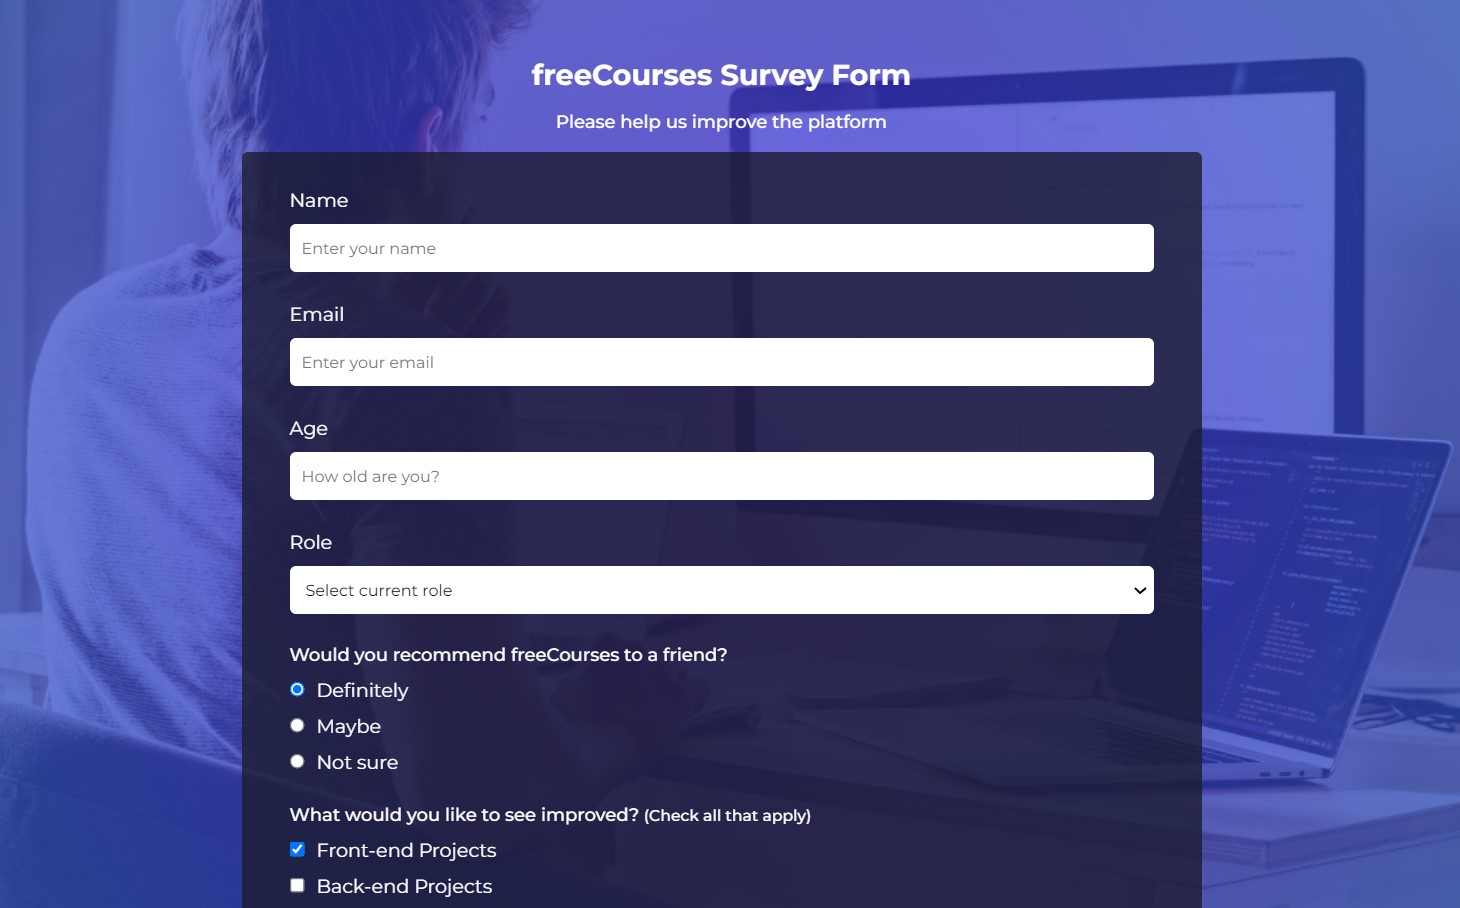 freeCourses Survey Form
Please help us improve the platform
Name
Enter your name
Email
Enter your email
Age
How old are you?
Role
Select current role
Would you recommend freeCourses to a friend?
Definitely
Maybe
Not sure
What would you like to see improved? (Check all that apply)
Front-end Projects
Back-end Projects